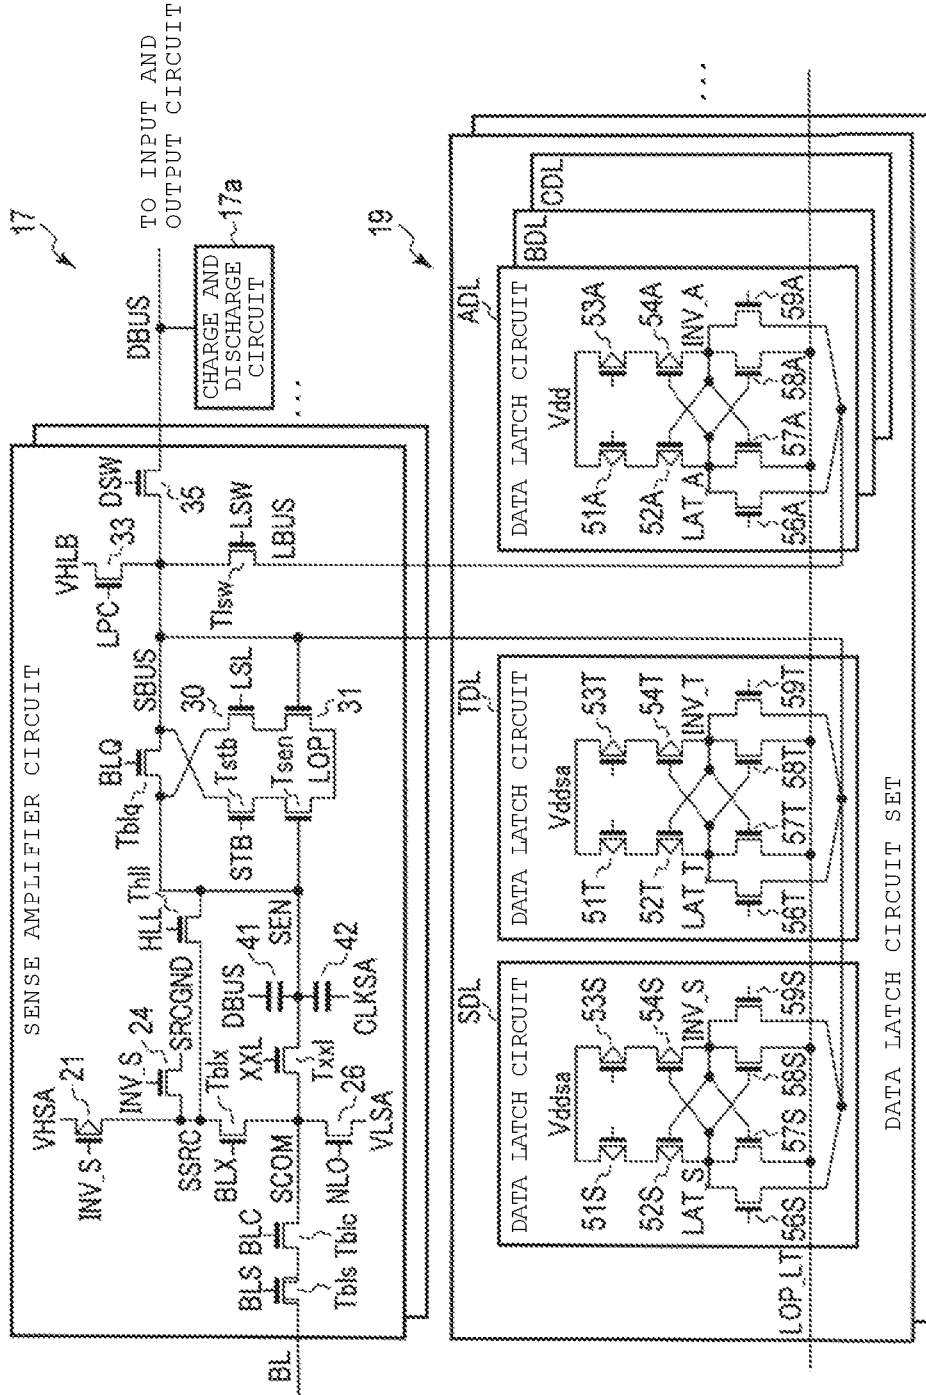 17
TO INPUT AND
OUTPUT CIRCUIT
SENSE AMPLIFIER CIRCUIT
DBUS
CHARGE AND
DISCHARGE
CIRCUIT
17a
...
VHSA
INV_S
21
INV_S
24
SRCGND
SSRC
HLL
Thll
BLX
Tblx
SCOM
NLO
26
VLSA
BL
BLS
BLC
Tbls
Tblc
XXL
Txxl
DBUS
41
42
CLKSA
SEN
BLQ
Tblq
SBUS
STB
Tstb
30
LSL
Tsen
31
LOP
VHLB
LPC
33
DSW
35
LSW
Tlsw
LBUS
19
...
SDL
DATA LATCH CIRCUIT
Vddsa
51S
53S
52S
54S
LAT_S
INV_S
56S
57S
58S
59S
LOP_LT
TDL
DATA LATCH CIRCUIT
Vddsa
51T
53T
52T
54T
LAT_T
INV_T
56T
57T
58T
59T
ADL
DATA LATCH CIRCUIT
Vdd
51A
53A
52A
54A
LAT_A
INV_A
56A
57A
58A
59A
BDL
CDL
DATA LATCH CIRCUIT SET